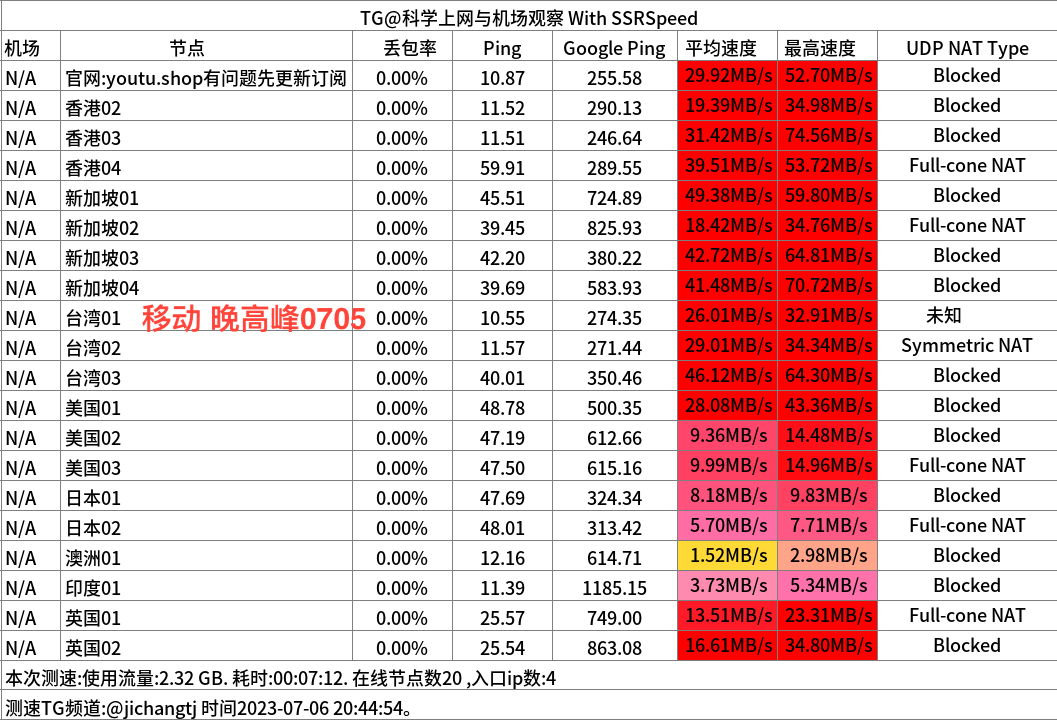 TG@科学上网与机场观察 With SSRSpeed
机场 节点 丢包率 Ping Google Ping 平均速度 最高速度 UDP NAT Type
N/A 官网:youtu.shop有问题先更新订阅 0.00% 10.87 255.58 29.92MB/s 52.70MB/s Blocked
N/A 香港02 0.00% 11.52 290.13 19.39MB/s 34.98MB/s Blocked
N/A 香港03 0.00% 11.51 246.64 31.42MB/s 74.56MB/s Blocked
N/A 香港04 0.00% 59.91 289.55 39.51MB/s 53.72MB/s Full-cone NAT
N/A 新加坡01 0.00% 45.51 724.89 49.38MB/s 59.80MB/s Blocked
N/A 新加坡02 0.00% 39.45 825.93 18.42MB/s 34.76MB/s Full-cone NAT
N/A 新加坡03 0.00% 42.20 380.22 42.72MB/s 64.81MB/s Blocked
N/A 新加坡04 0.00% 39.69 583.93 41.48MB/s 70.72MB/s Blocked
N/A 台湾01 移动 晚高峰0705 0.00% 10.55 274.35 26.01MB/s 32.91MB/s 未知
N/A 台湾02 0.00% 11.57 271.44 29.01MB/s 34.34MB/s Symmetric NAT
N/A 台湾03 0.00% 40.01 350.46 46.12MB/s 64.30MB/s Blocked
N/A 美国01 0.00% 48.78 500.35 28.08MB/s 43.36MB/s Blocked
N/A 美国02 0.00% 47.19 612.66 9.36MB/s 14.48MB/s Blocked
N/A 美国03 0.00% 47.50 615.16 9.99MB/s 14.96MB/s Full-cone NAT
N/A 日本01 0.00% 47.69 324.34 8.18MB/s 9.83MB/s Blocked
N/A 日本02 0.00% 48.01 313.42 5.70MB/s 7.71MB/s Full-cone NAT
N/A 澳洲01 0.00% 12.16 614.71 1.52MB/s 2.98MB/s Blocked
N/A 印度01 0.00% 11.39 1185.15 3.73MB/s 5.34MB/s Blocked
N/A 英国01 0.00% 25.57 749.00 13.51MB/s 23.31MB/s Full-cone NAT
N/A 英国02 0.00% 25.54 863.08 16.61MB/s 34.80MB/s Blocked
本次测速:使用流量:2.32 GB. 耗时:00:07:12. 在线节点数20 ,入口ip数:4
测速TG频道:@jichangtj 时间2023-07-06 20:44:54。